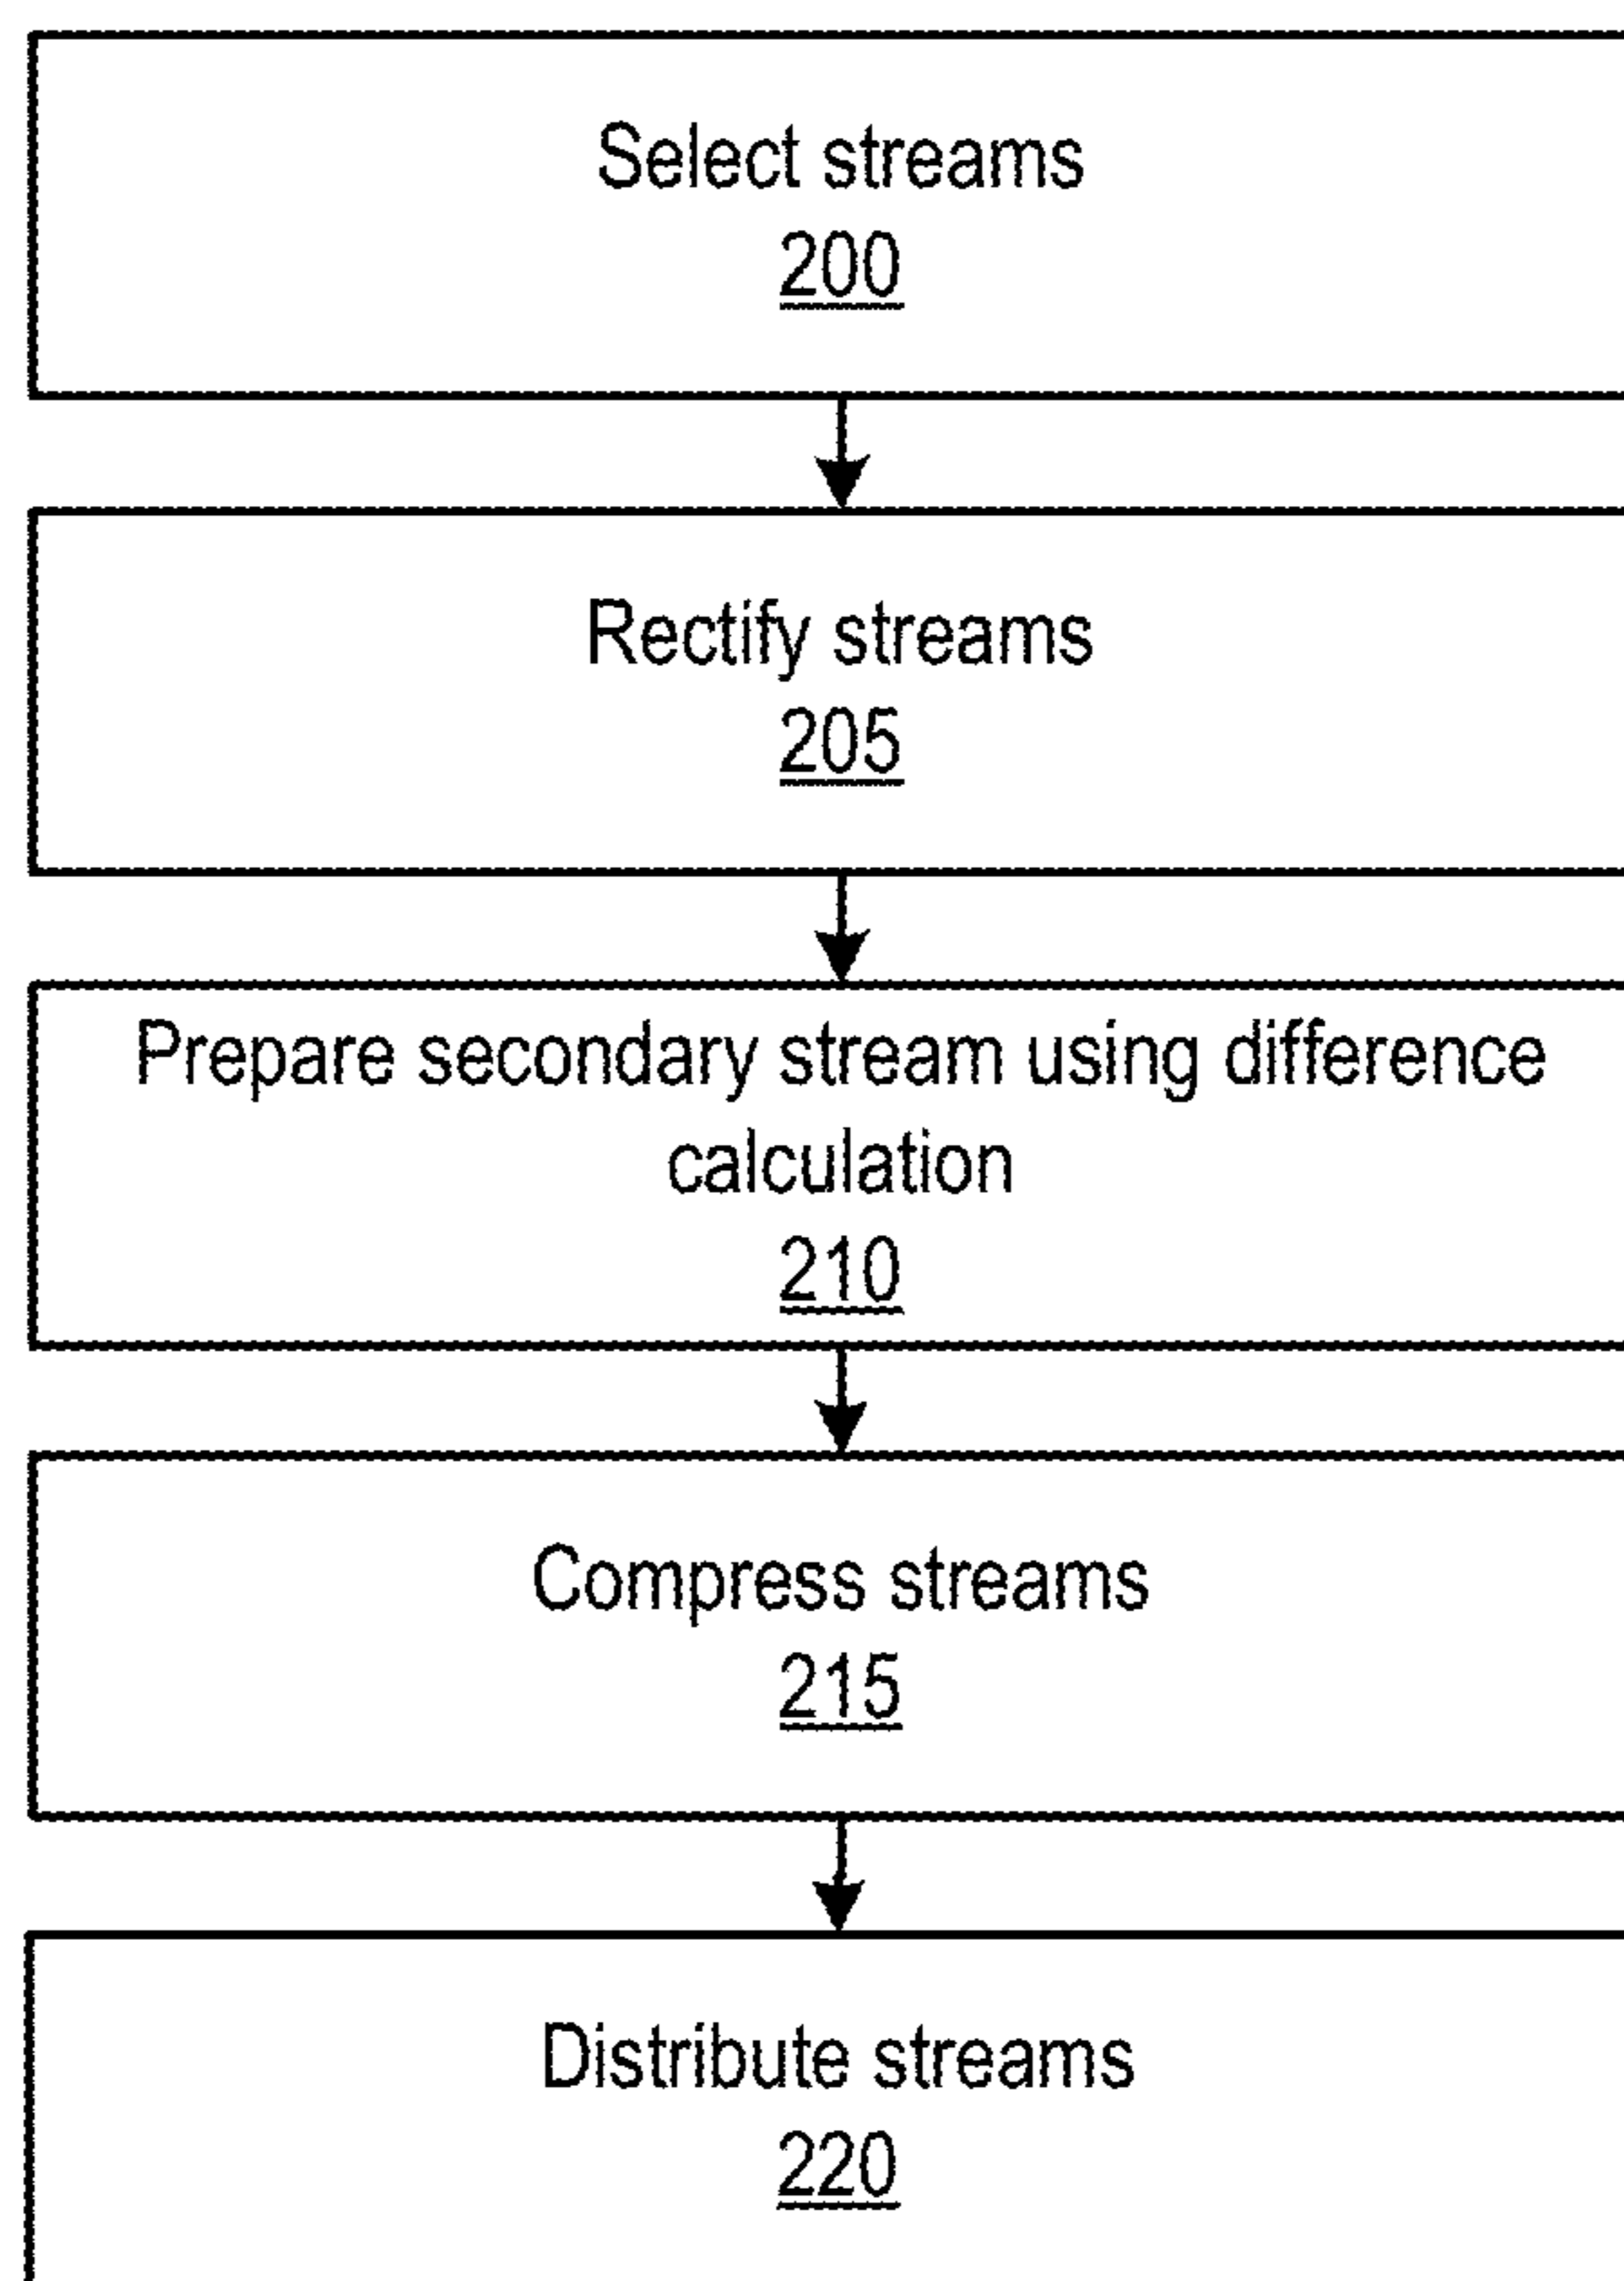 Select streams
200
Rectify streams
205
Prepare secondary stream using difference
calculation
210
Compress streams
215
Distribute streams
220